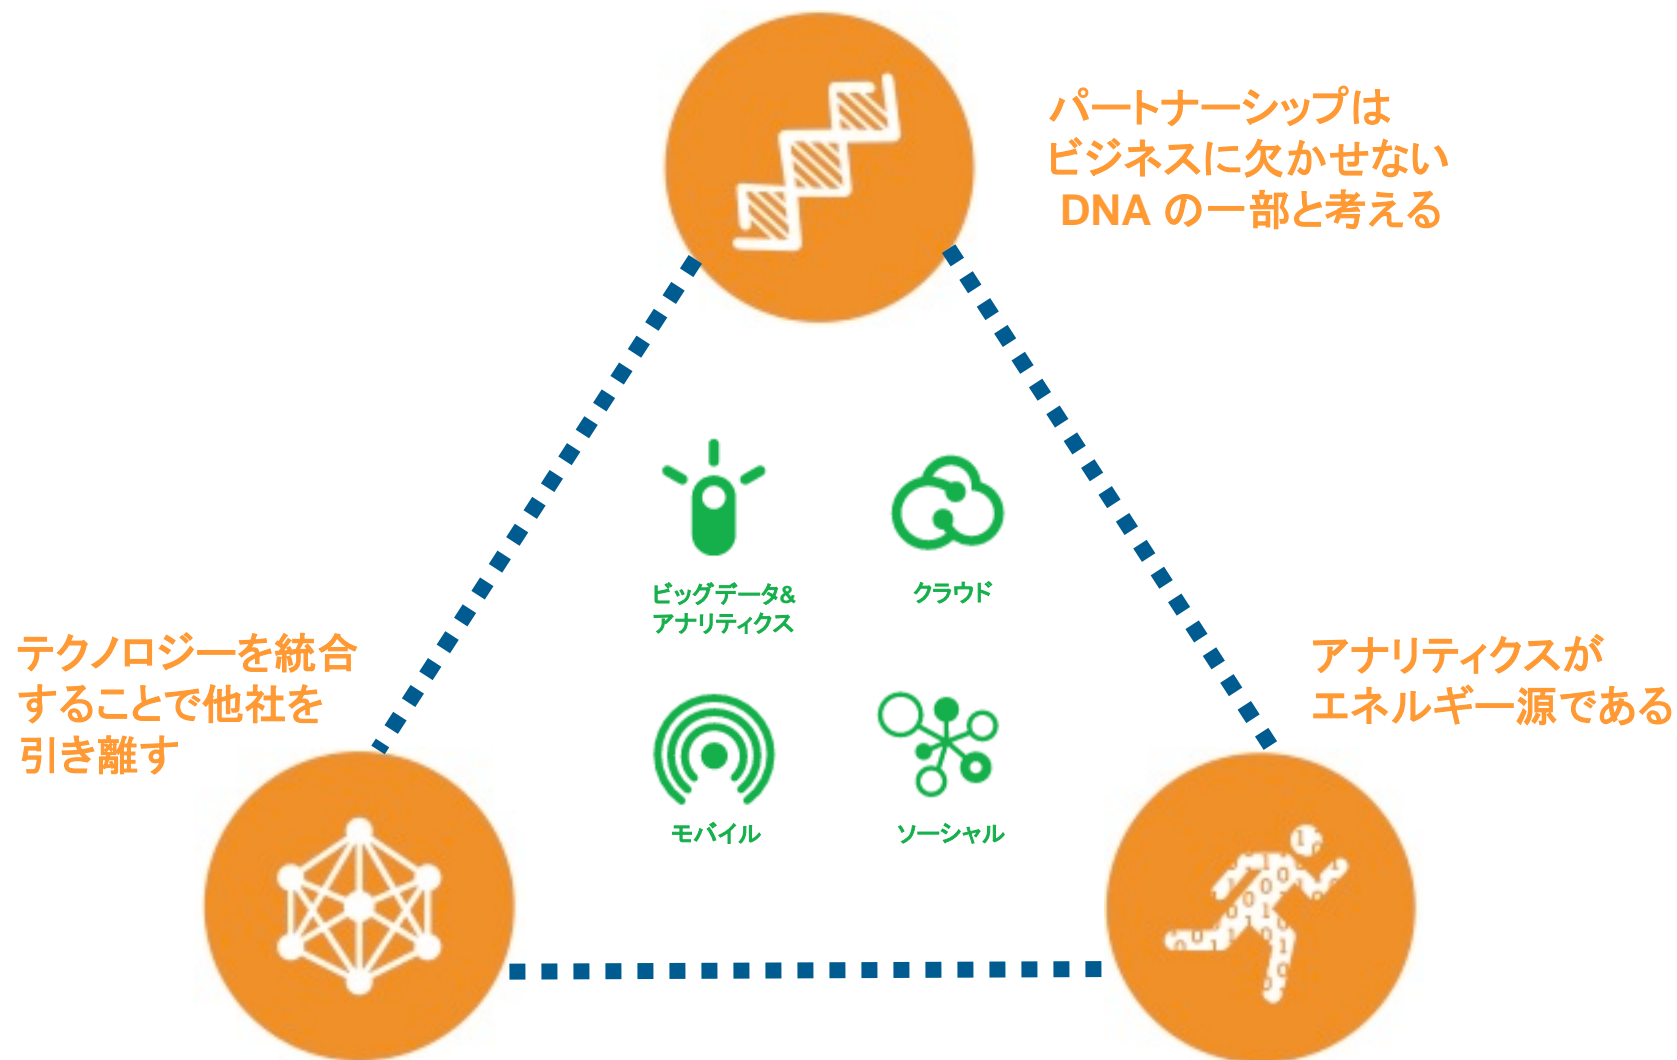 パートナーシップは
ビジネスに欠かせない
DNA の一部と考える
ビッグデータ&
アナリティクス
クラウド
テクノロジーを統合
することで他社を
引き離す
アナリティクスが
エネルギー源である
モバイル
ソーシャル